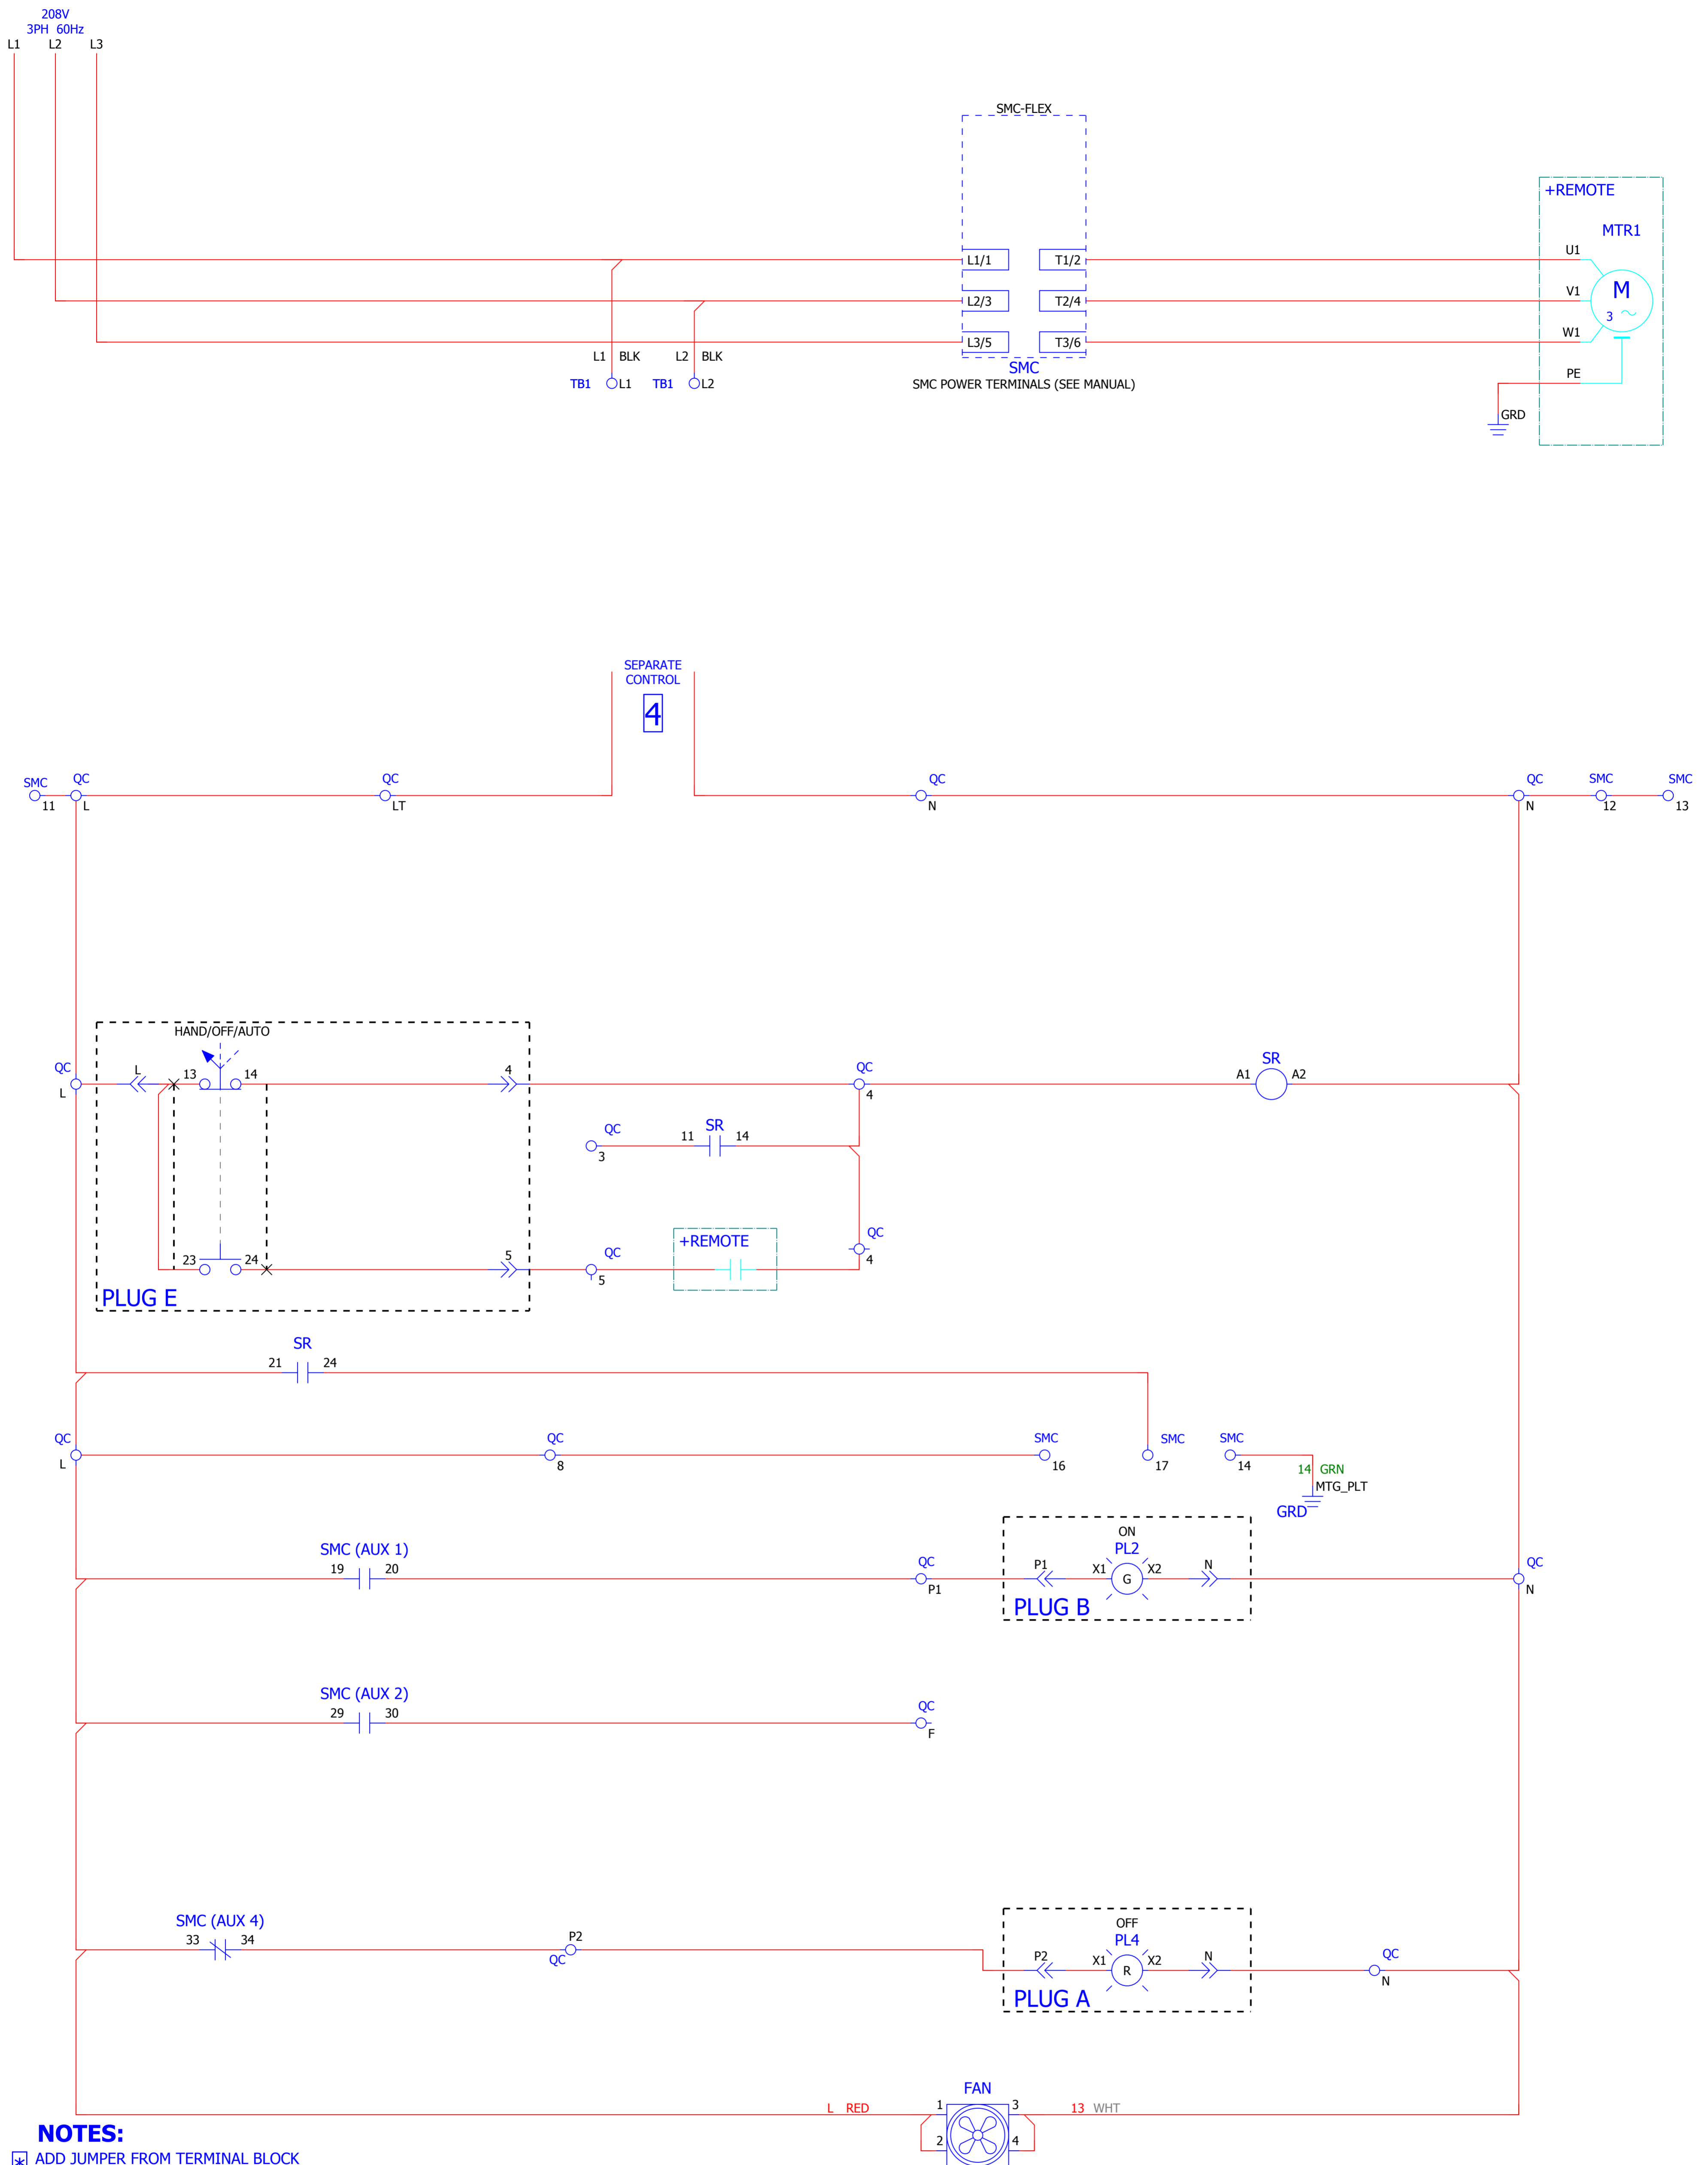 208V
3PH 60Hz
L1 L2 L3
SMC-FLEX
+REMOTE
MTR1
U1
L1/1 T1/2
M
3
V1
L2/3 T2/4
W1
L3/5 T3/6
L1 BLK L2 BLK
SMC
PE
TB1 L1 TB1 L2
SMC POWER TERMINALS (SEE MANUAL)
GRD
SEPARATE
CONTROL
4
SMC QC QC QC QC SMC SMC
11 L LT N N 12 13
HAND/OFF/AUTO
QC L 13 14 4 QC SR
L 4 A1 A2
QC 11 SR 14
3
QC
+REMOTE
4
23 24 5 QC
5
PLUG E
SR
21 24
QC QC SMC SMC SMC
L 8 16 17 14
14 GRN
MTG_PLT
GRD
ON
SMC (AUX 1) PL2
19 20 QC P1 X1 G X2 N QC
P1 N
PLUG B
SMC (AUX 2)
29 30 QC
F
SMC (AUX 4) OFF
33 34 P2 PL4
QC P2 X1 R X2 N QC
N
PLUG A
FAN
L RED 1 3 13 WHT
2 4
NOTES:
* ADD JUMPER FROM TERMINAL BLOCK